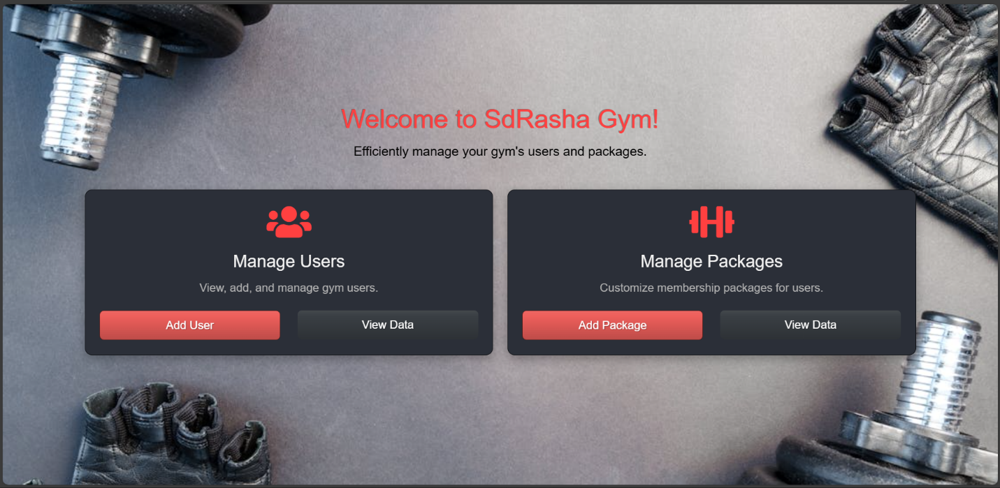 Welcome to SdRasha Gym!
Efficiently manage your gym's users and packages.
Manage Users
View, add, and manage gym users.
Add User
View Data
Manage Packages
Customize membership packages for users.
Add Package
View Data